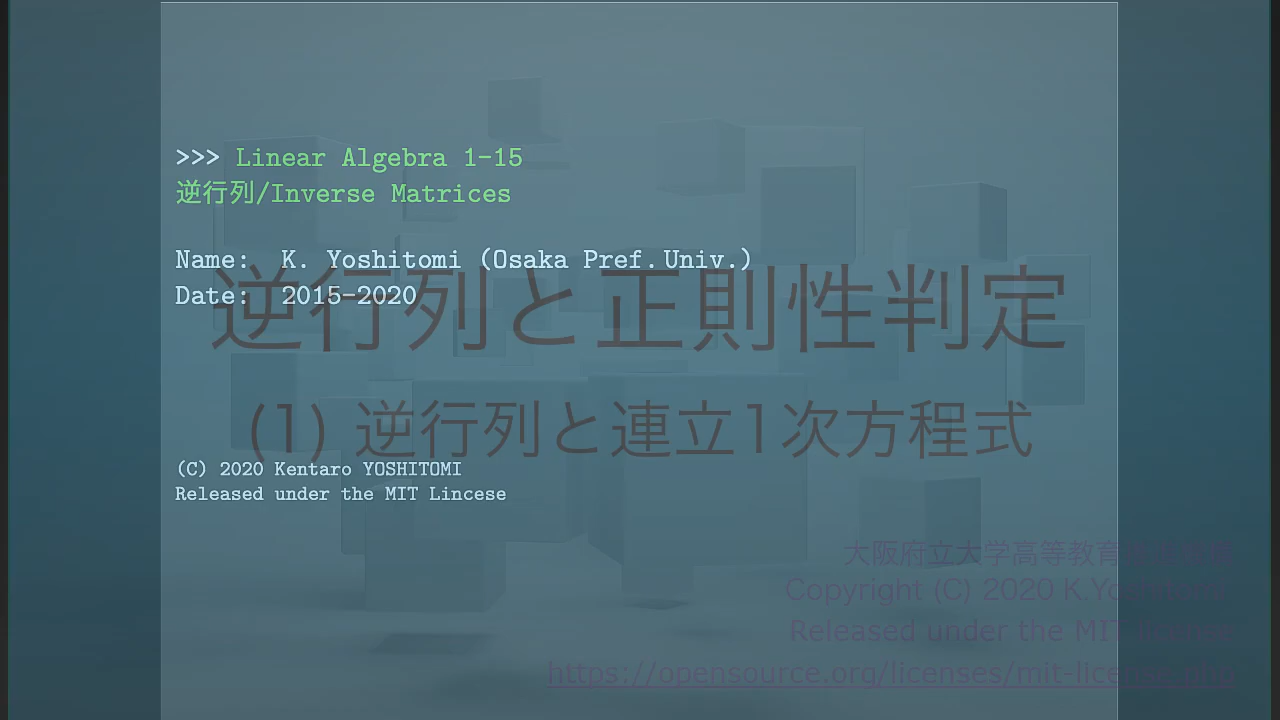 >>> Linear Algebra 1-15
逆行列/Inverse Matrices
Name: K. Yoshitomi (Osaka Pref.Univ.)
Date: 2015-2020
逆行列と正則性判定
(1) 逆行列と連立1次方程式
(C) 2020 Kentaro YOSHITOMI
Released under the MIT Lincese
大阪府立大学高等教育
Copyright (C) 2020 K.Yoshitomi
Released under the MIT license
https://opensource.org/licenses/mit-license.php